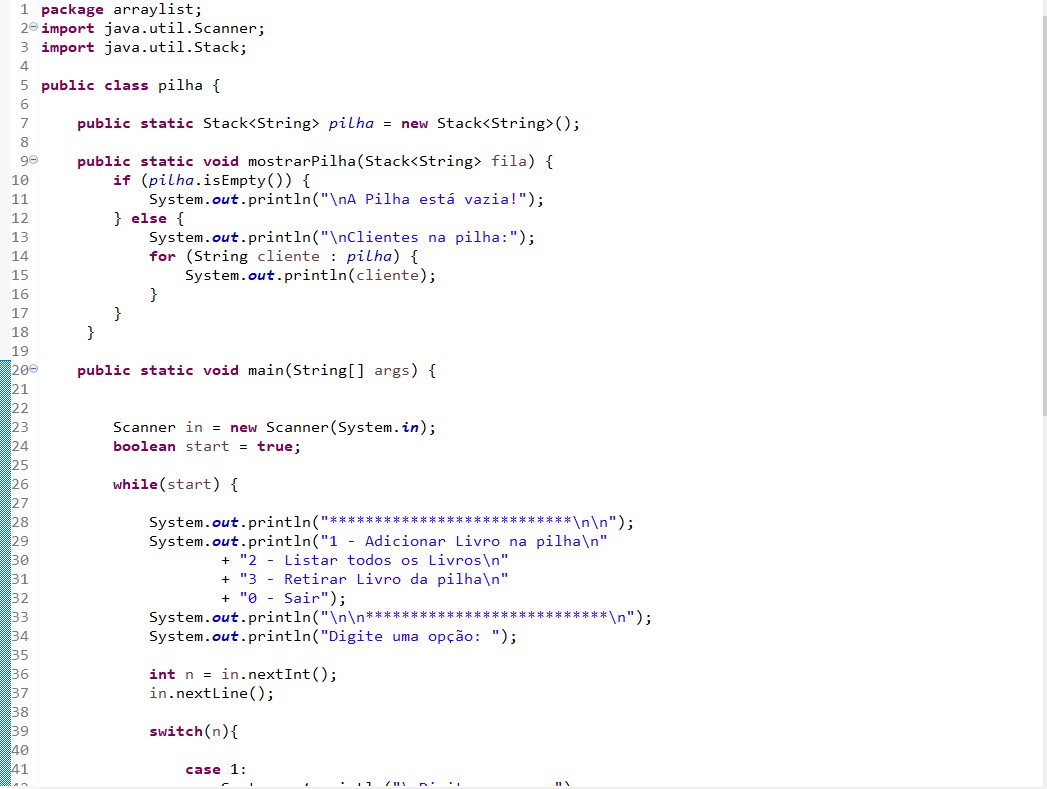 1 package arraylist;
2 import java.util.Scanner;
3 import java.util.Stack;
4
5 public class pilha {
6
7     public static Stack<String> pilha = new Stack<String>();
8
9     public static void mostrarPilha(Stack<String> fila) {
10         if (pilha.isEmpty()) {
11             System.out.println("\nA Pilha está vazia!");
12         } else {
13             System.out.println("\nClientes na pilha:");
14             for (String cliente : pilha) {
15                 System.out.println(cliente);
16             }
17         }
18      }
19
20     public static void main(String[] args) {
21
22
23         Scanner in = new Scanner(System.in);
24         boolean start = true;
25
26         while(start) {
27
28             System.out.println("***************************\n\n");
29             System.out.println("1 - Adicionar Livro na pilha\n"
30                     + "2 - Listar todos os Livros\n"
31                     + "3 - Retirar Livro da pilha\n"
32                     + "0 - Sair");
33             System.out.println("\n\n***************************\n");
34             System.out.println("Digite uma opção: ");
35
36             int n = in.nextInt();
37             in.nextLine();
38
39             switch(n){
40
41                 case 1: